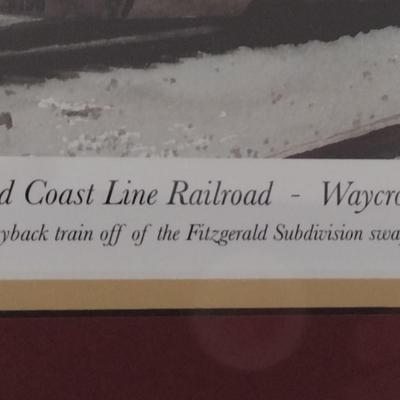 d Coast Line Railroad - Waycro
yback train off of the Fitzgerald Subdivision swa